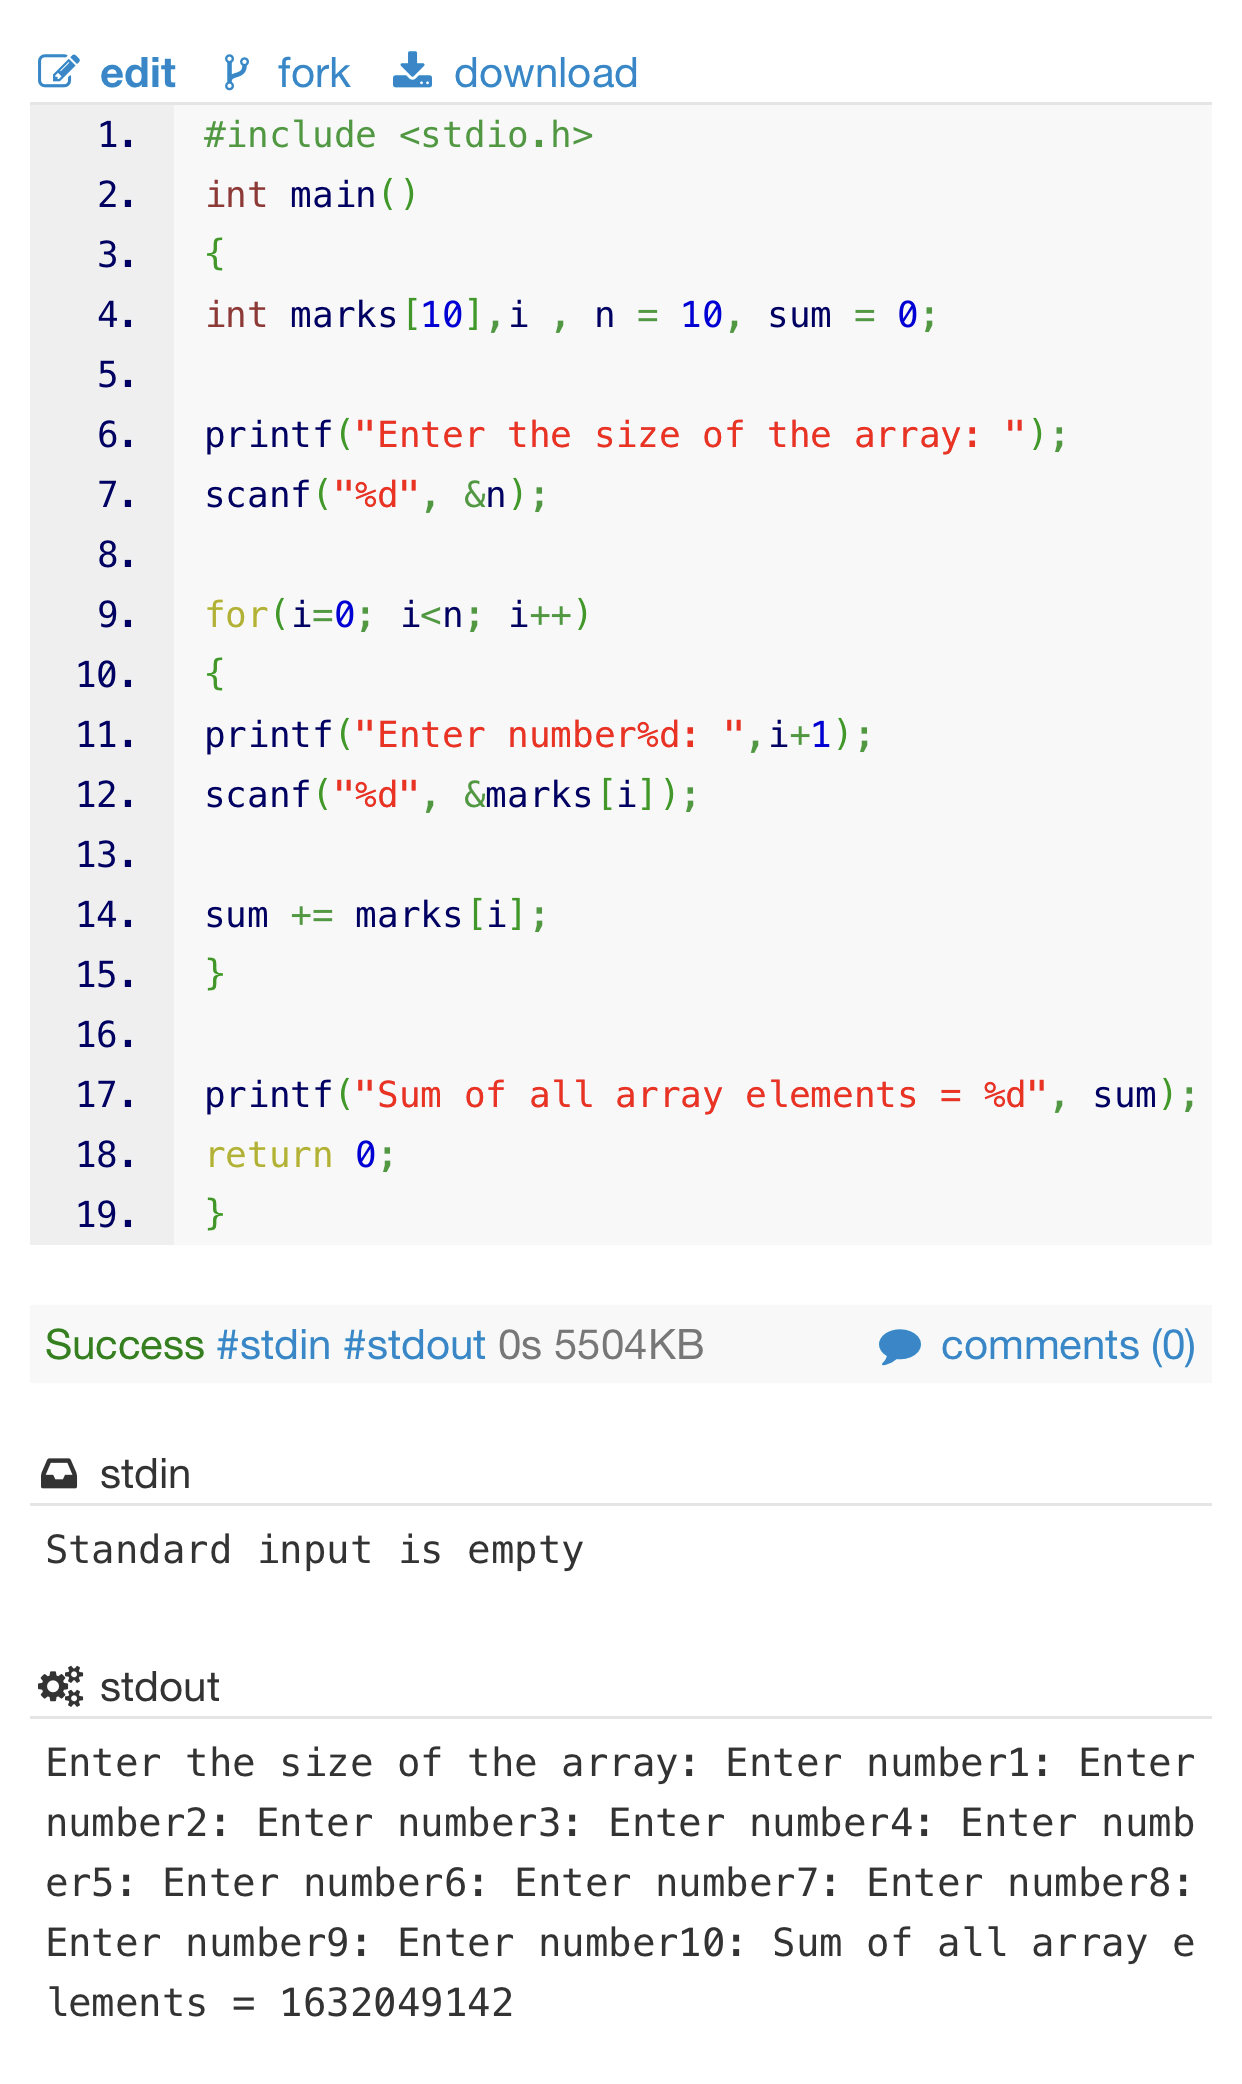 edit fork download
1. #include <stdio.h>
2. int main()
3. {
4. int marks[10],i , n = 10, sum = 0;
5.
6. printf("Enter the size of the array: ");
7. scanf("%d", &n);
8.
9. for(i=0; i<n; i++)
10. {
11. printf("Enter number%d: ",i+1);
12. scanf("%d", &marks[i]);
13.
14. sum += marks[i];
15. }
16.
17. printf("Sum of all array elements = %d", sum);
18. return 0;
19. }
Success #stdin #stdout 0s 5504KB comments (0)
stdin
Standard input is empty
stdout
Enter the size of the array: Enter number1: Enter
number2: Enter number3: Enter number4: Enter numb
er5: Enter number6: Enter number7: Enter number8:
Enter number9: Enter number10: Sum of all array e
lements = 1632049142